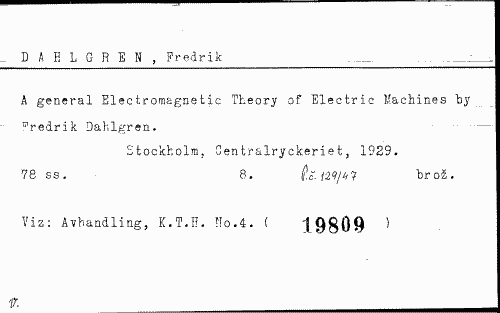 D A H L G R E N , Fredrik
A general Electromagnetic Theory of Electric Machines by
Fredrik Dahlgren.
Stockholm, Centralryckeriet, 1929.
78 ss. 8. P.č. 129/47 brož.
Viz: Avhandling, K.T.H. No.4. ( 19809 )